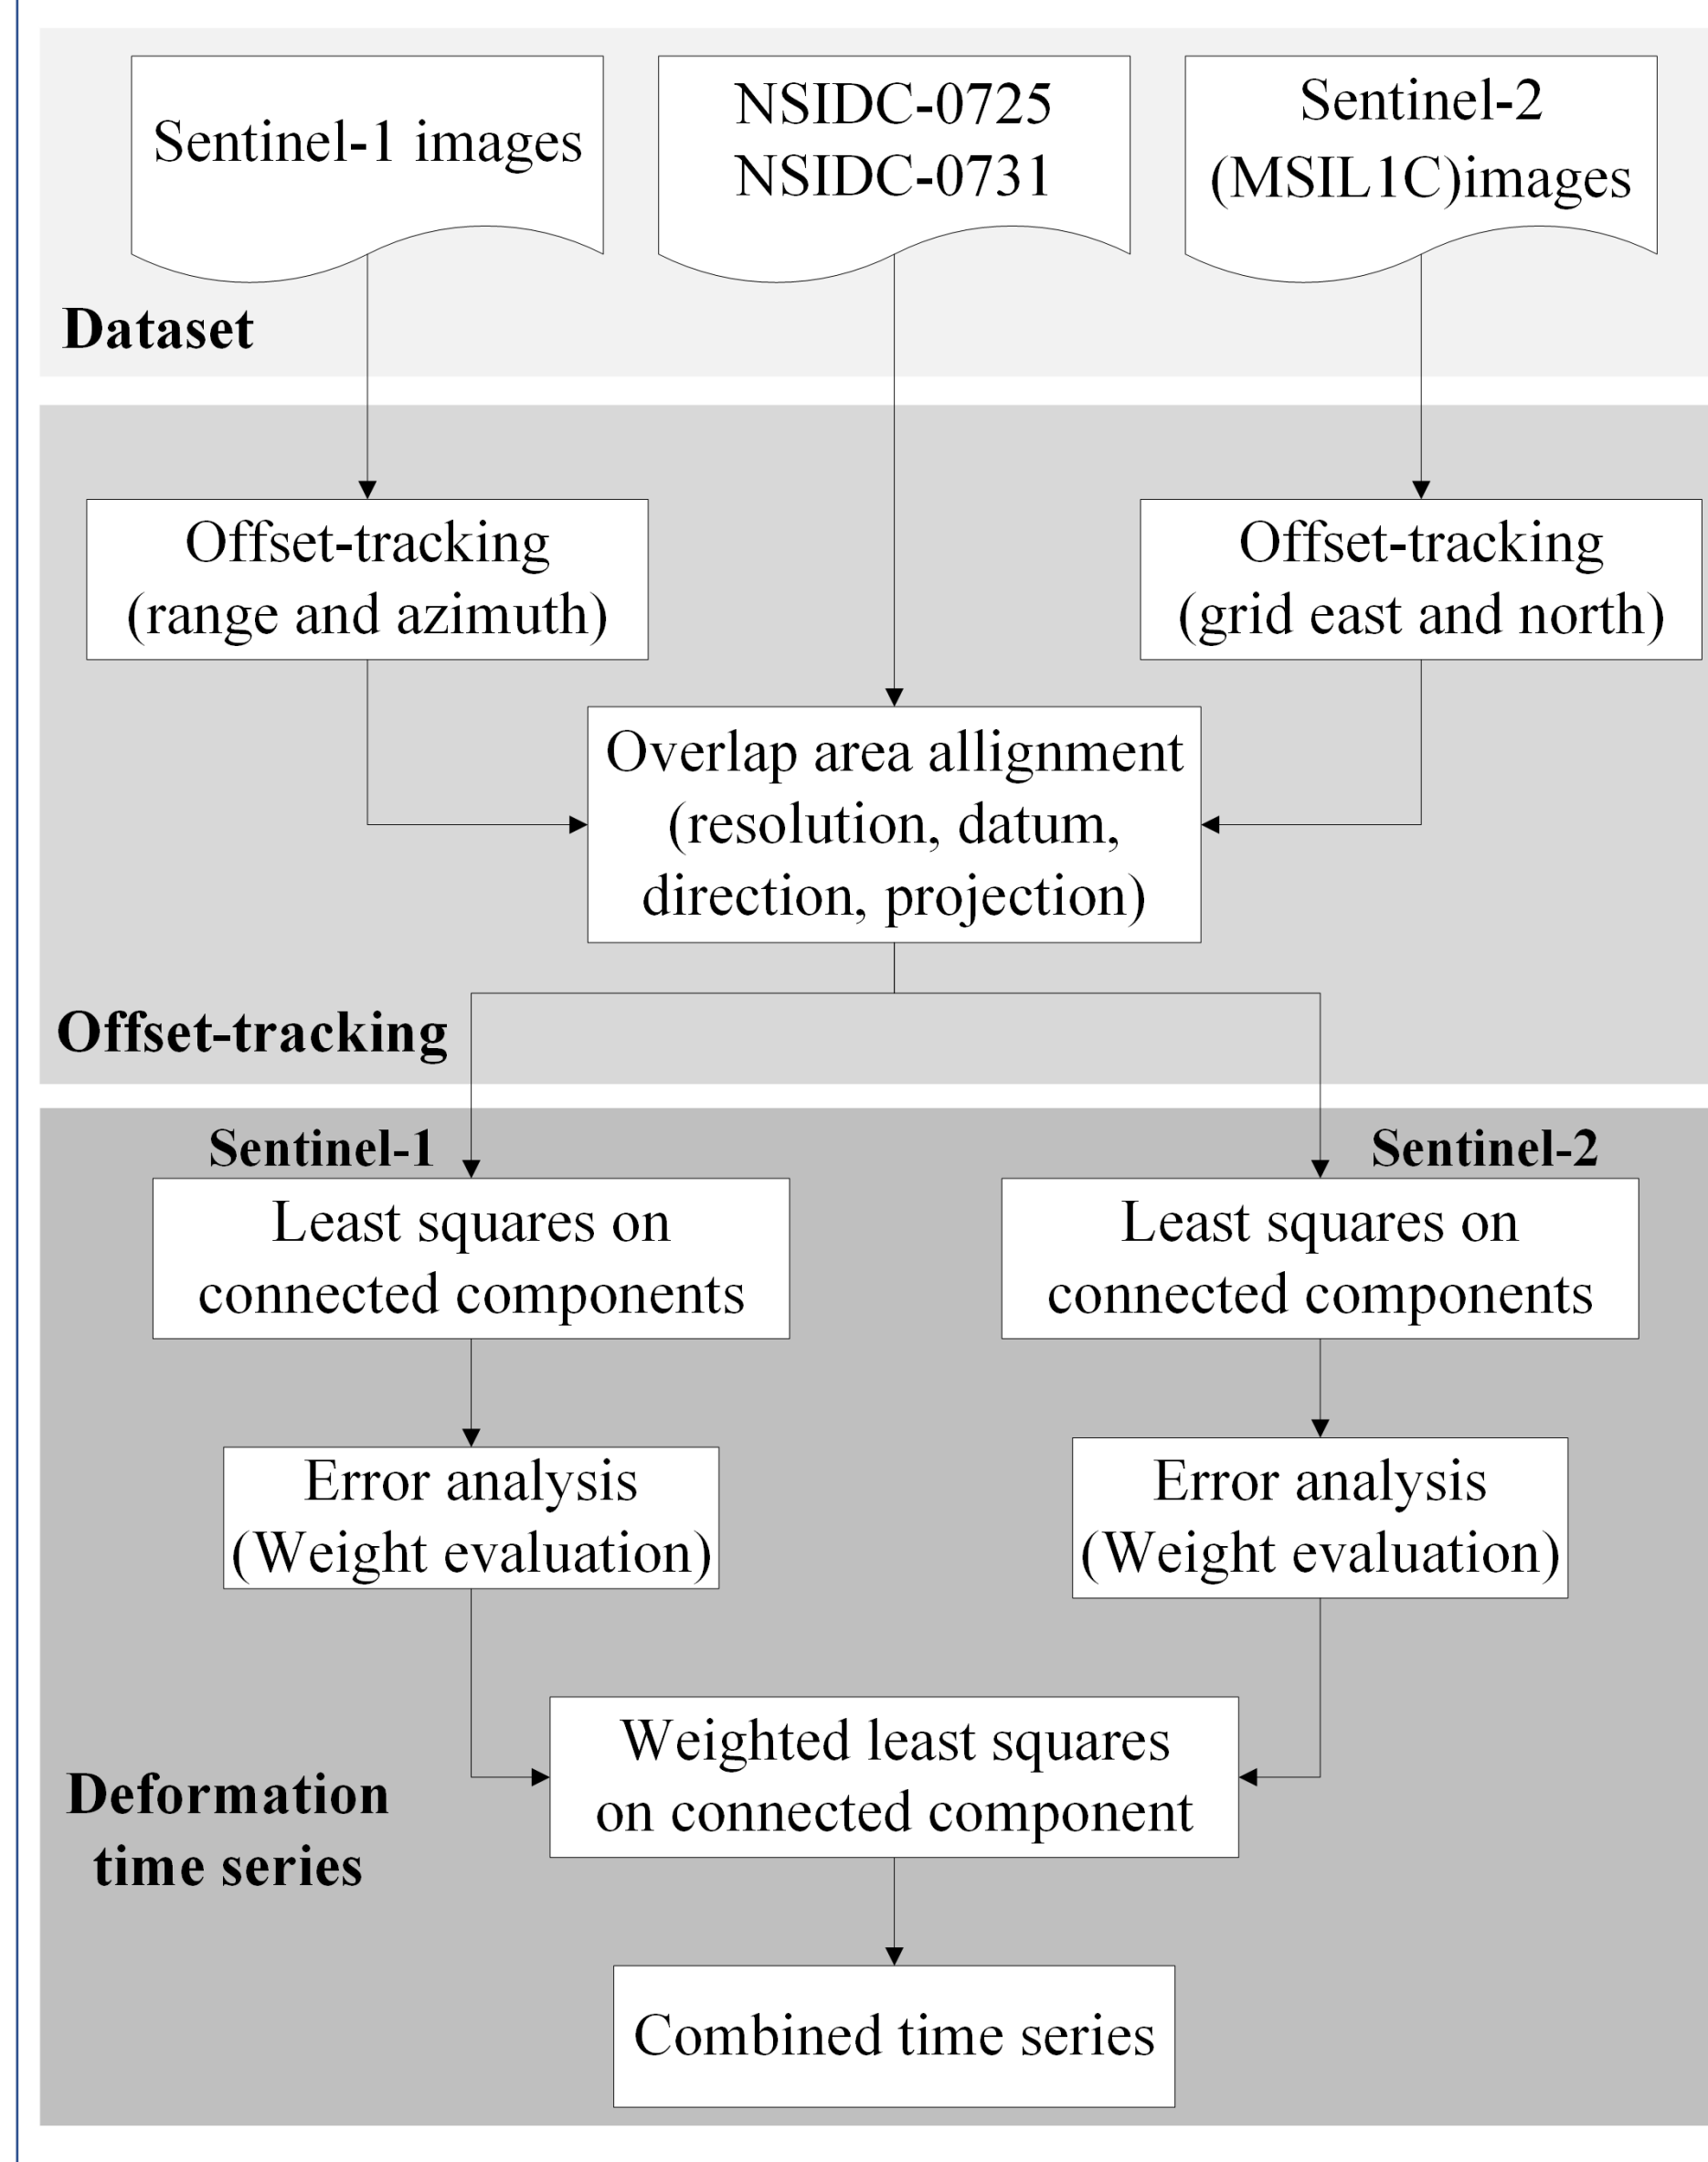 Sentinel-1 images
NSIDC-0725
NSIDC-0731
Sentinel-2
(MSIL1C)images
Dataset
Offset-tracking
(range and azimuth)
Offset-tracking
(grid east and north)
Overlap area allignment
(resolution, datum,
direction, projection)
Offset-tracking
Sentinel-1
Sentinel-2
Least squares on
connected components
Least squares on
connected components
Error analysis
(Weight evaluation)
Error analysis
(Weight evaluation)
Weighted least squares
on connected component
Deformation
time series
Combined time series